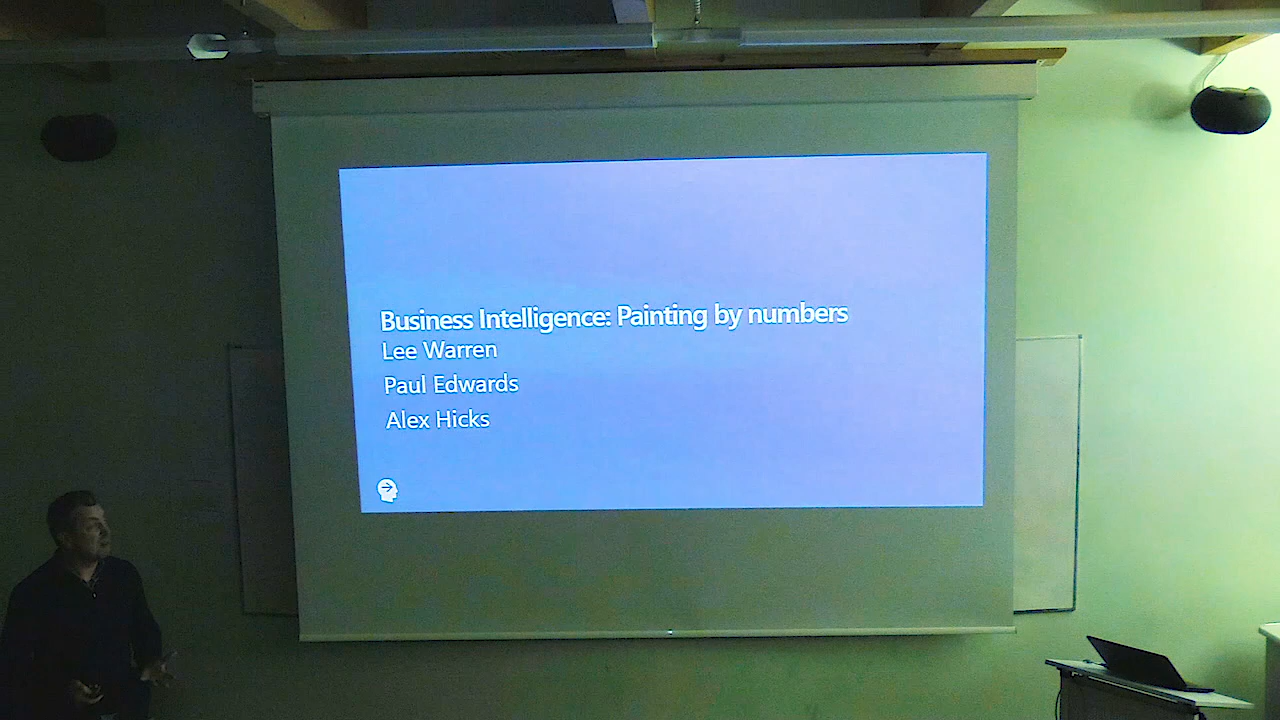 Business Intelligence: Painting by numbers
Lee Warren
Paul Edwards
Alex Hicks